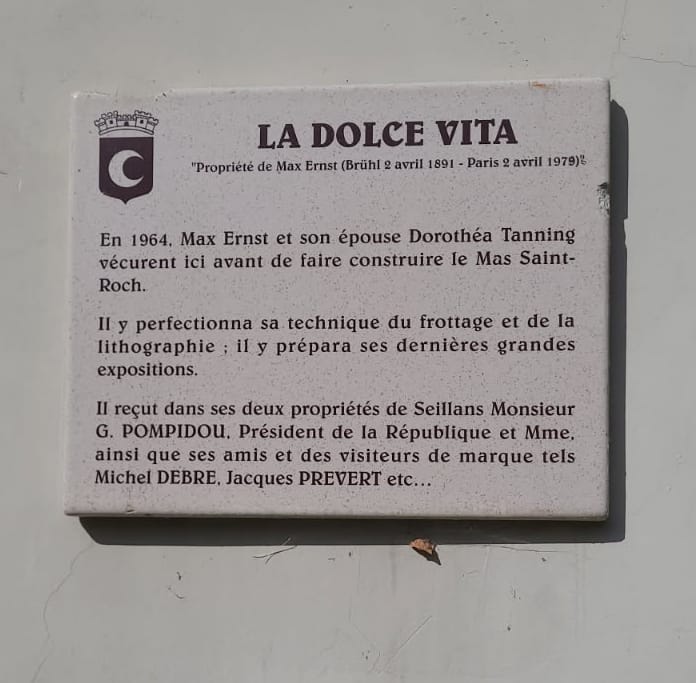 LA DOLCE VITA
"Propriété de Max Ernst (Brühl 2 avril 1891 - Paris 2 avril 1979)"
En 1964, Max Ernst et son épouse Dorothéa Tanning
vécurent ici avant de faire construire le Mas Saint-
Roch.
Il y perfectionna sa technique du frottage et de la
lithographie ; il y prépara ses dernières grandes
expositions.
Il reçut dans ses deux propriétés de Seillans Monsieur
G. POMPIDOU, Président de la République et Mme,
ainsi que ses amis et des visiteurs de marque tels
Michel DEBRE, Jacques PREVERT etc...